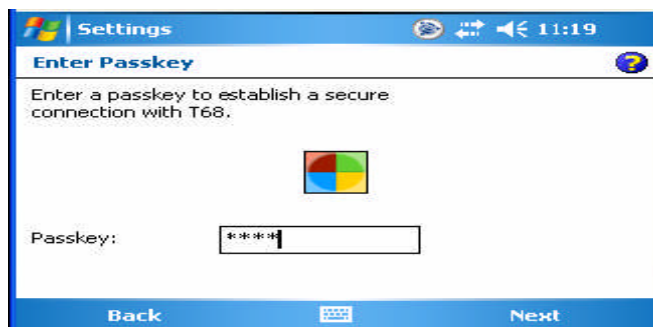 Settings 11:19
Enter Passkey ?
Enter a passkey to establish a secure
connection with T68.
Passkey: ****
Back Next